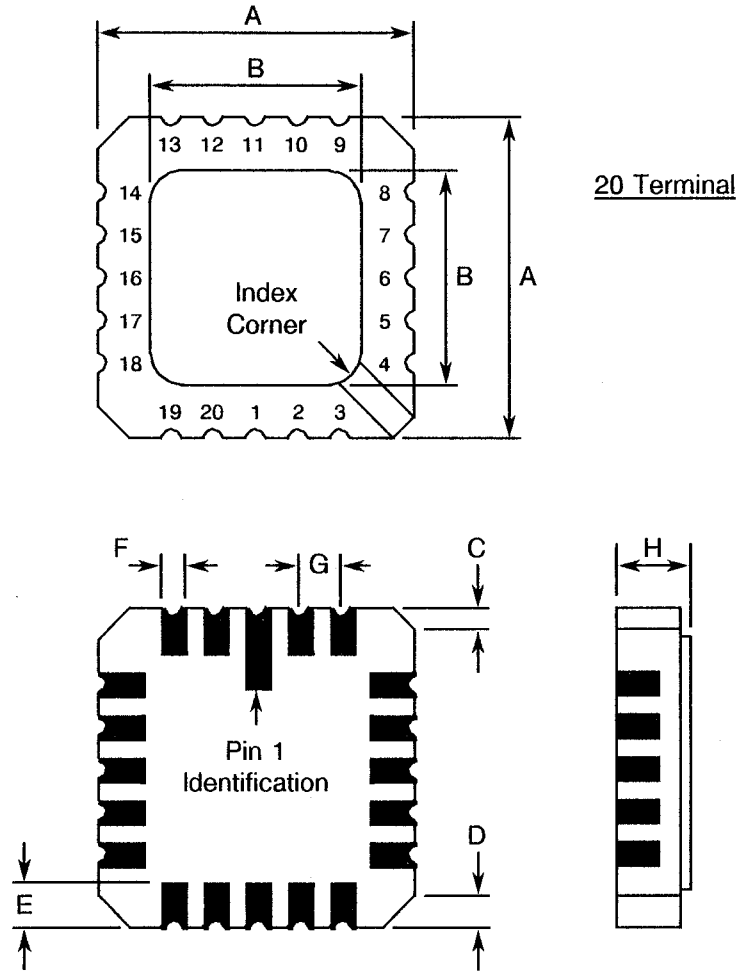 A
B
13 12 11 10 9
20 Terminal
14 8
15 7
16 6
17 5
18 4
B A
Index
Corner
19 20 1 2 3
F G C H
Pin 1
Identification
D
E